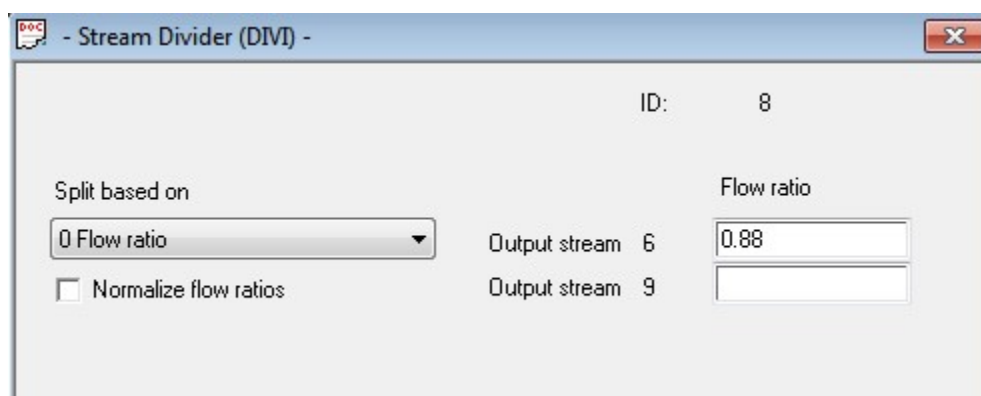 DOC - Stream Divider (DIVI) -
ID: 8
Split based on Flow ratio
0 Flow ratio Output stream 6 0.88
Normalize flow ratios Output stream 9